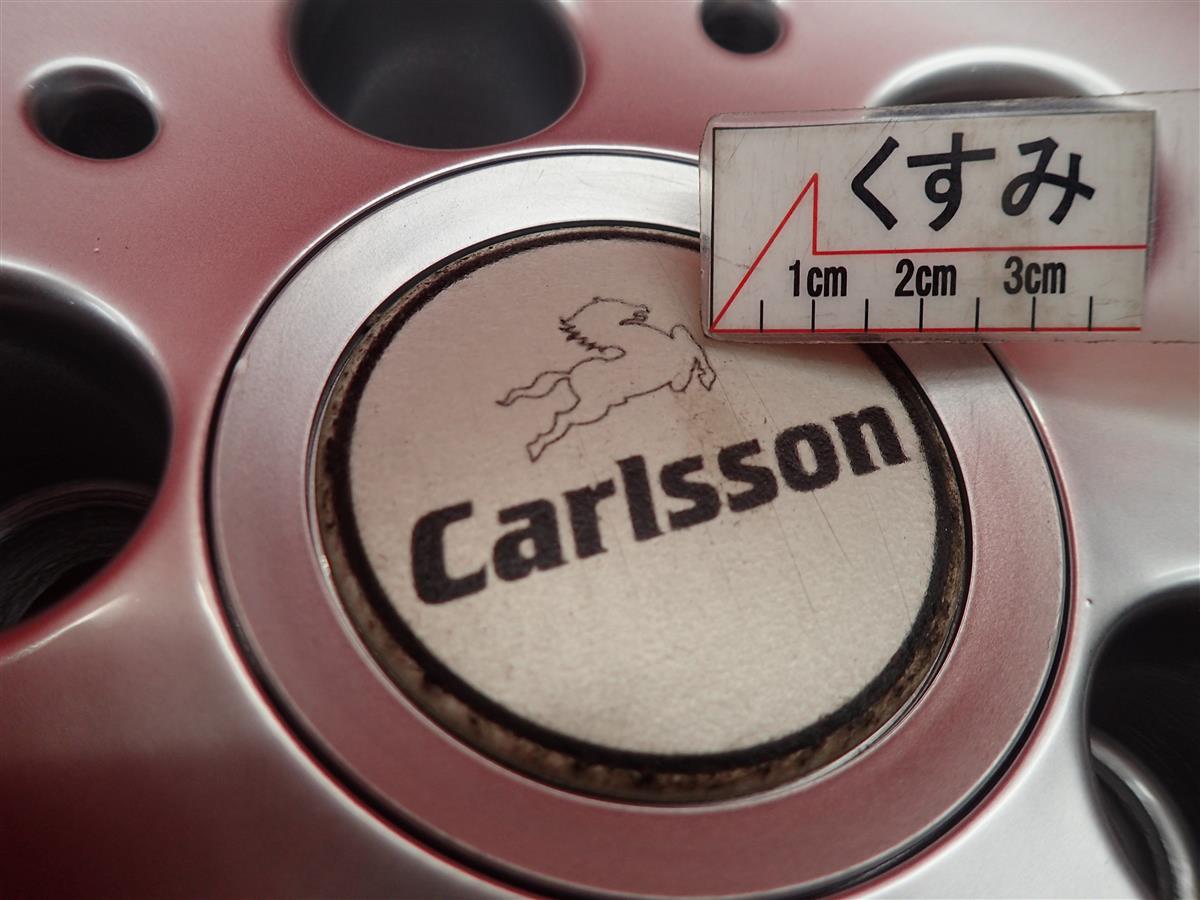 くすみ
1cm 2cm 3cm
Carlsson